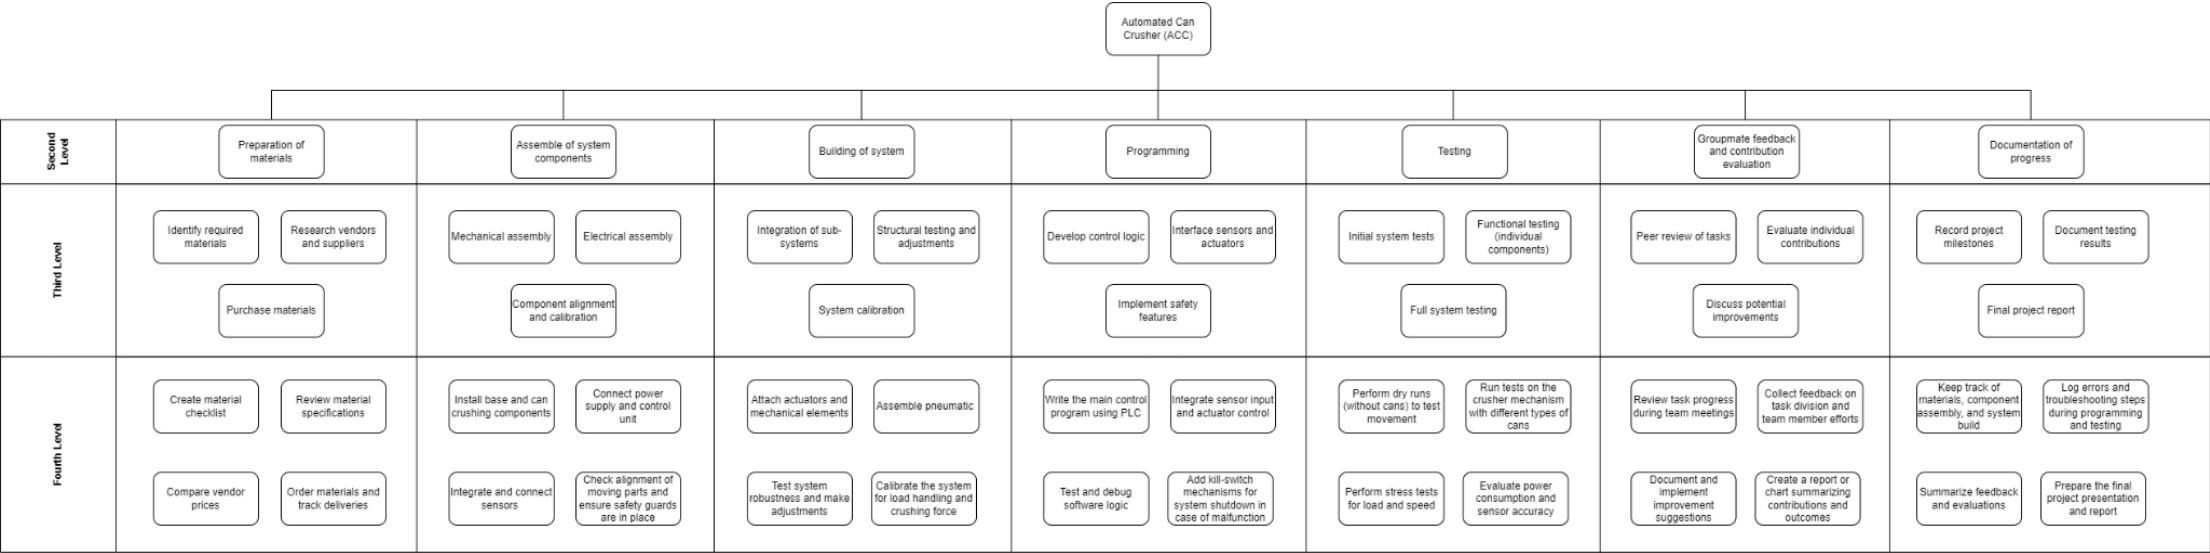 Automated Can
Crusher (ACC)
Second
Level
Preparation of
materials
Assemble of system
components
Building of system
Programming
Testing
Groupmate feedback
and contribution
evaluation
Documentation of
progress
Third Level
Identify required
materials
Research vendors
and suppliers
Purchase materials
Mechanical assembly
Electrical assembly
Component alignment
and calibration
Integration of sub-
systems
Structural testing and
adjustments
System calibration
Develop control logic
Interface sensors and
actuators
Implement safety
features
Initial system tests
Functional testing
(individual
components)
Full system testing
Peer review of tasks
Evaluate individual
contributions
Discuss potential
improvements
Record project
milestones
Document testing
results
Final project report
Fourth Level
Create material
checklist
Review material
specifications
Compare vendor
prices
Order materials and
track deliveries
Install base and can
crushing components
Connect power
supply and control
unit
Integrate and connect
sensors
Check alignment of
moving parts and
ensure safety guards
are in place
Attach actuators and
mechanical elements
Assemble pneumatic
Test system
robustness and make
adjustments
Calibrate the system
for load handling and
crushing force
Write the main control
program using PLC
Integrate sensor input
and actuator control
Test and debug
software logic
Add kill-switch
mechanisms for
system shutdown in
case of malfunction
Perform dry runs
(without cans) to test
movement
Run tests on the
crusher mechanism
with different types of
cans
Perform stress tests
for load and speed
Evaluate power
consumption and
sensor accuracy
Review task progress
during team meetings
Collect feedback on
task division and
team member efforts
Document and
implement
improvement
suggestions
Create a report or
chart summarizing
contributions and
outcomes
Keep track of
materials, component
assembly, and system
build
Log errors and
troubleshooting steps
during programming
and testing
Summarize feedback
and evaluations
Prepare the final
project presentation
and report